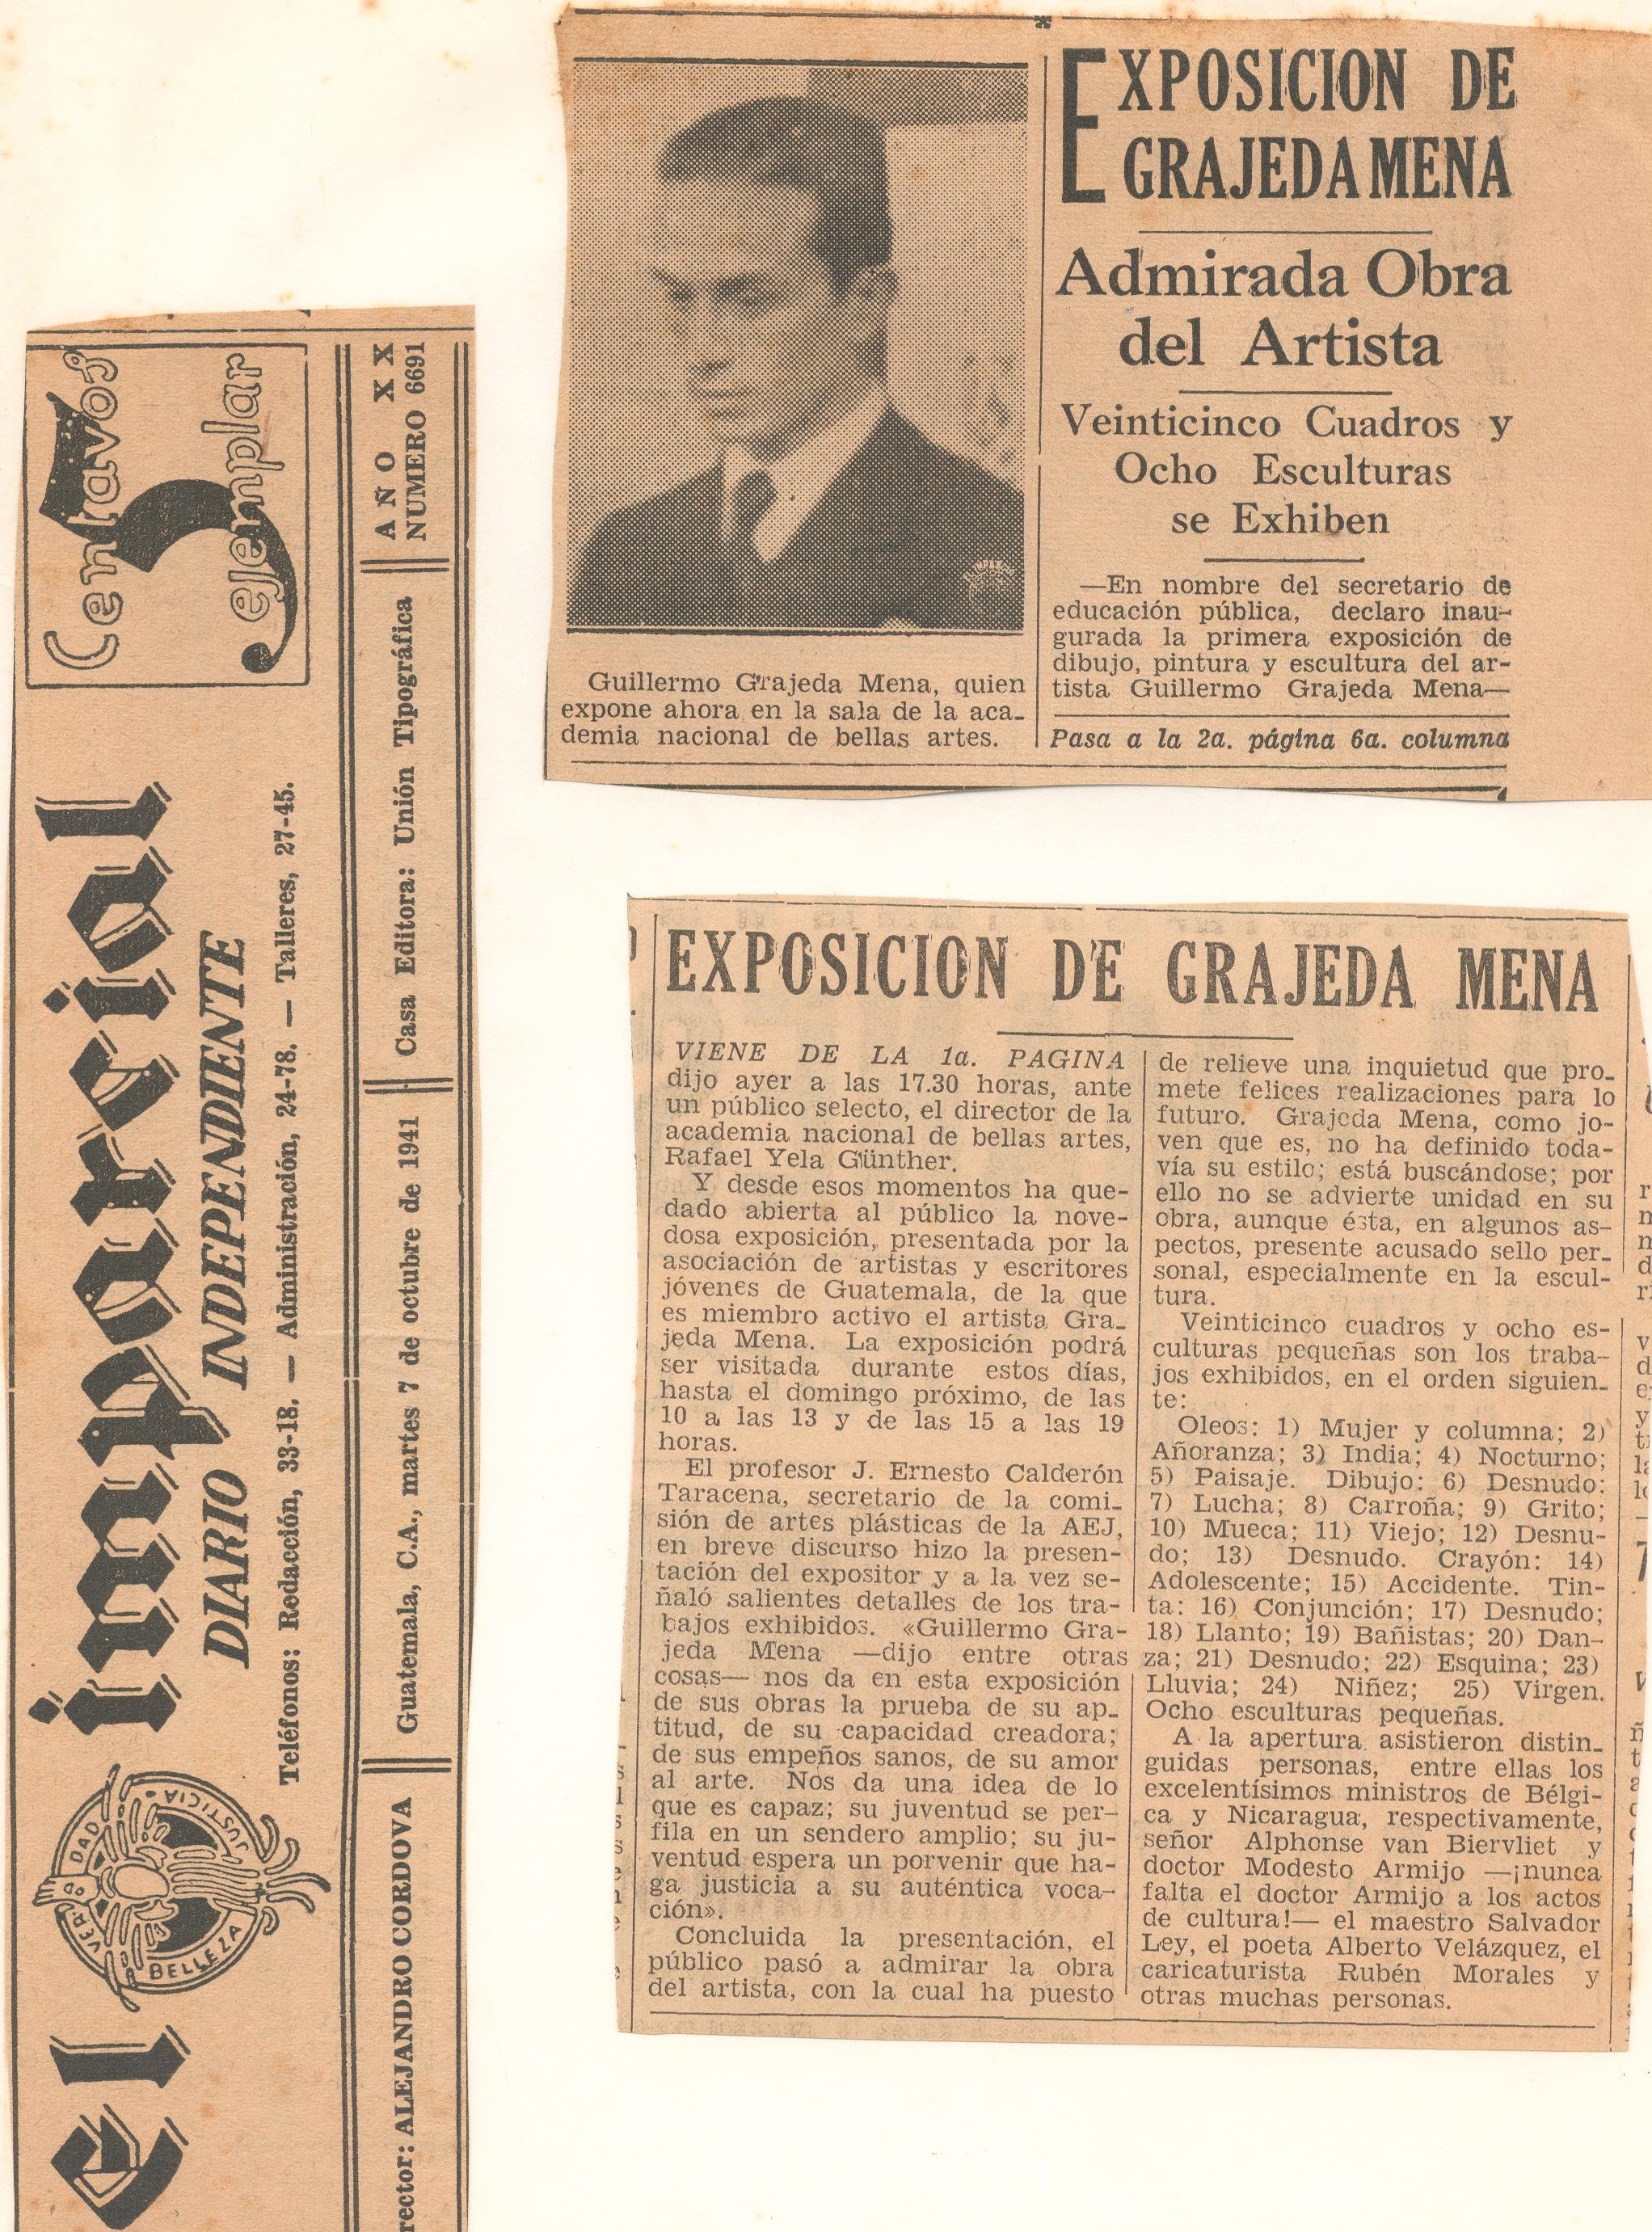 el imparcial
VER
DAD
JUSTICIA
BELLEZA
DIARIO INDEPENDIENTE
Teléfonos: Redacción, 33-18. — Administración, 24-78. — Talleres, 27-45.
Centavos
5
ejemplar
rector: ALEJANDRO CORDOVA
Guatemala, C.A., martes 7 de octubre de 1941
Casa Editora: Unión Tipográfica
AÑO XX
NUMERO 6691
EXPOSICION DE
GRAJEDA MENA
Admirada Obra
del Artista
Veinticinco Cuadros y
Ocho Esculturas
se Exhiben
—En nombre del secretario de
educación pública, declaro inau-
gurada la primera exposición de
dibujo, pintura y escultura del ar-
tista Guillermo Grajeda Mena—
Pasa a la 2a. página 6a. columna
Guillermo Grajeda Mena, quien
expone ahora en la sala de la aca-
demia nacional de bellas artes.
EXPOSICION DE GRAJEDA MENA
VIENE DE LA 1a. PAGINA
dijo ayer a las 17.30 horas, ante
un público selecto, el director de la
academia nacional de bellas artes,
Rafael Yela Günther.
Y desde esos momentos ha que-
dado abierta al público la nove-
dosa exposición, presentada por la
asociación de artistas y escritores
jóvenes de Guatemala, de la que
es miembro activo el artista Gra-
jeda Mena. La exposición podrá
ser visitada durante estos días,
hasta el domingo próximo, de las
10 a las 13 y de las 15 a las 19
horas.
El profesor J. Ernesto Calderón
Taracena, secretario de la comi-
sión de artes plásticas de la AEJ,
en breve discurso hizo la presen-
tación del expositor y a la vez se-
ñaló salientes detalles de los tra-
bajos exhibidos. «Guillermo Gra-
jeda Mena —dijo entre otras
cosas— nos da en esta exposición
de sus obras la prueba de su ap-
titud, de su capacidad creadora;
de sus empeños sanos, de su amor
al arte. Nos da una idea de lo
que es capaz; su juventud se per-
fila en un sendero amplio; su ju-
ventud espera un porvenir que ha-
ga justicia a su auténtica voca-
ción».
Concluida la presentación, el
público pasó a admirar la obra
del artista, con la cual ha puesto
de relieve una inquietud que pro-
mete felices realizaciones para lo
futuro. Grajeda Mena, como jo-
ven que es, no ha definido toda-
vía su estilo; está buscándose; por
ello no se advierte unidad en su
obra, aunque ésta, en algunos as-
pectos, presente acusado sello per-
sonal, especialmente en la escul-
tura.
Veinticinco cuadros y ocho es-
culturas pequeñas son los traba-
jos exhibidos, en el orden siguien-
te:
Oleos: 1) Mujer y columna; 2)
Añoranza; 3) India; 4) Nocturno;
5) Paisaje. Dibujo: 6) Desnudo:
7) Lucha; 8) Carroña; 9) Grito;
10) Mueca; 11) Viejo; 12) Desnu-
do; 13) Desnudo. Crayón: 14)
Adolescente; 15) Accidente. Tin-
ta: 16) Conjunción; 17) Desnudo;
18) Llanto; 19) Bañistas; 20) Dan-
za; 21) Desnudo; 22) Esquina; 23)
Lluvia; 24) Niñez; 25) Virgen.
Ocho esculturas pequeñas.
A la apertura asistieron distin-
guidas personas, entre ellas los
excelentísimos ministros de Bélgi-
ca y Nicaragua, respectivamente,
señor Alphonse van Biervliet y
doctor Modesto Armijo —¡nunca
falta el doctor Armijo a los actos
de cultura!— el maestro Salvador
Ley, el poeta Alberto Velázquez, el
caricaturista Rubén Morales y
otras muchas personas.